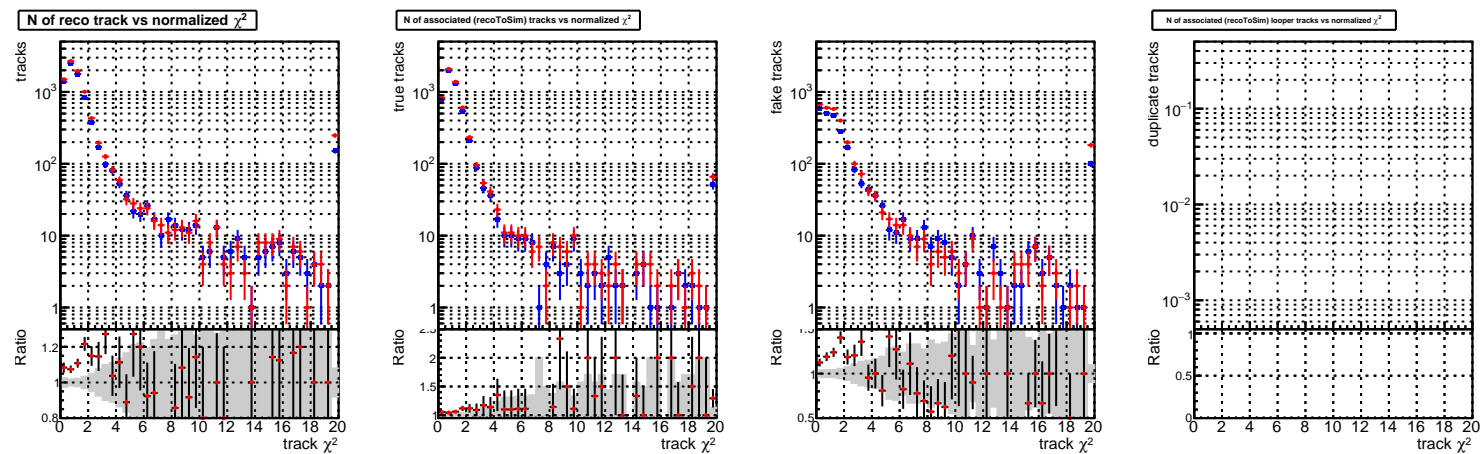 N of reco track vs normalized χ²
tracks
10³
10²
10
1
Ratio
1.2
1
0.8
0 2 4 6 8 10 12 14 16 18 20
track χ²
N of associated (recoToSim) tracks vs normalized χ²
true tracks
10³
10²
10
1
Ratio
2.5
2
1.5
0 2 4 6 8 10 12 14 16 18 20
track χ²
fake tracks
10³
10²
10
1
Ratio
1.5
1
0.5
0 2 4 6 8 10 12 14 16 18 20
track χ²
N of associated (recoToSim) looper tracks vs normalized χ²
duplicate tracks
10⁻¹
10⁻²
10⁻³
Ratio
1
0.5
0
0 2 4 6 8 10 12 14 16 18 20
track χ²